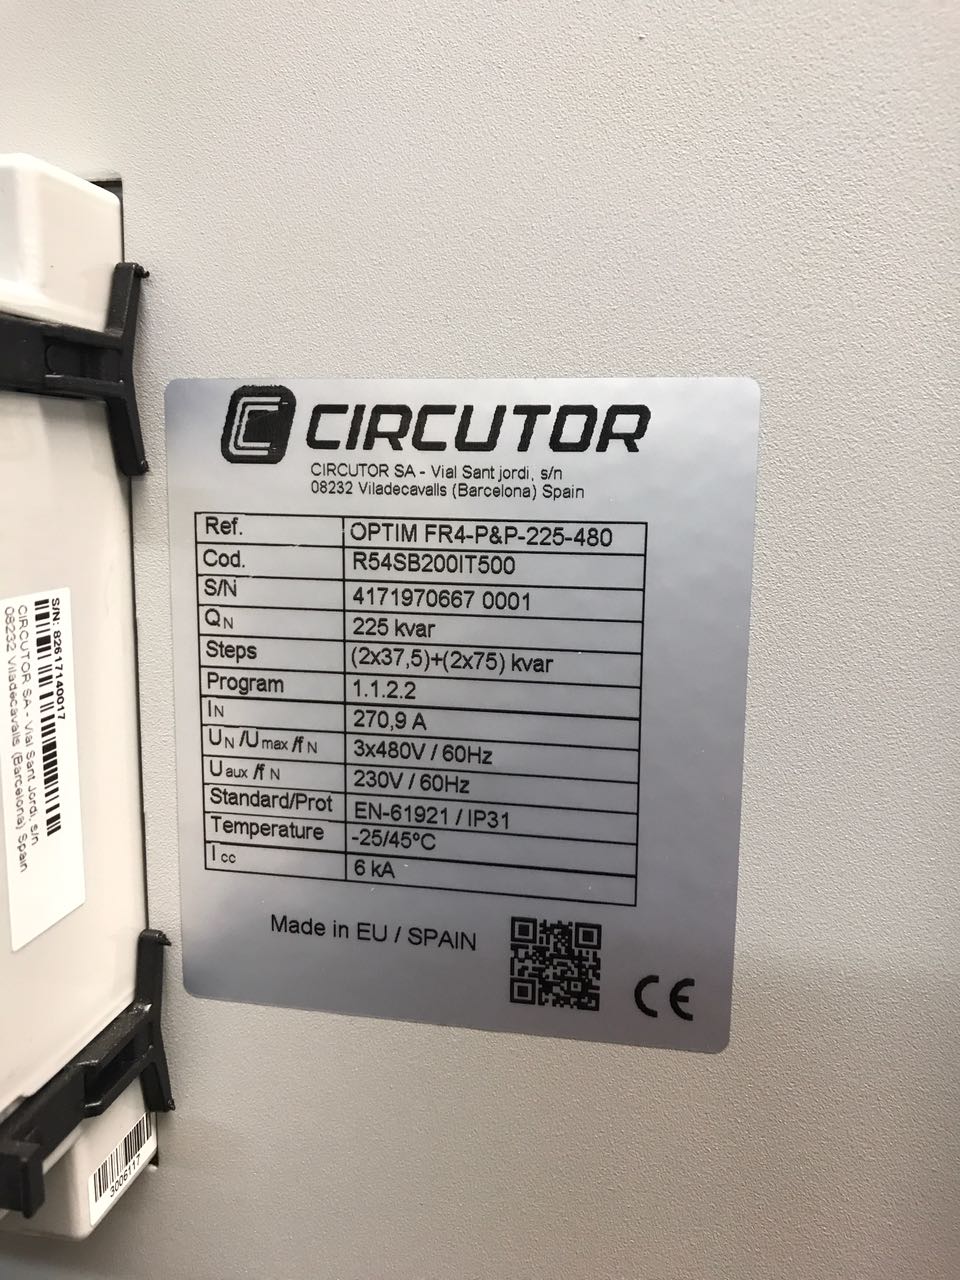 CIRCUTOR
CIRCUTOR SA - Vial Sant jordi, s/n
08232 Viladecavalls (Barcelona) Spain
Ref. OPTIM FR4-P&P-225-480
Cod. R54SB200IT500
S/N 4171970667 0001
QN 225 kvar
Steps (2x37,5)+(2x75) kvar
Program 1.1.2.2
IN 270,9 A
UN /Umax /fN 3x480V / 60Hz
Uaux /fN 230V / 60Hz
Standard/Prot EN-61921 / IP31
Temperature -25/45ºC
Icc 6 kA
Made in EU / SPAIN
CE
S/N: 82617140017
CIRCUTOR SA - Vial Sant Jordi, s/n
08232 Viladecavalls (Barcelona) Spain
3006117